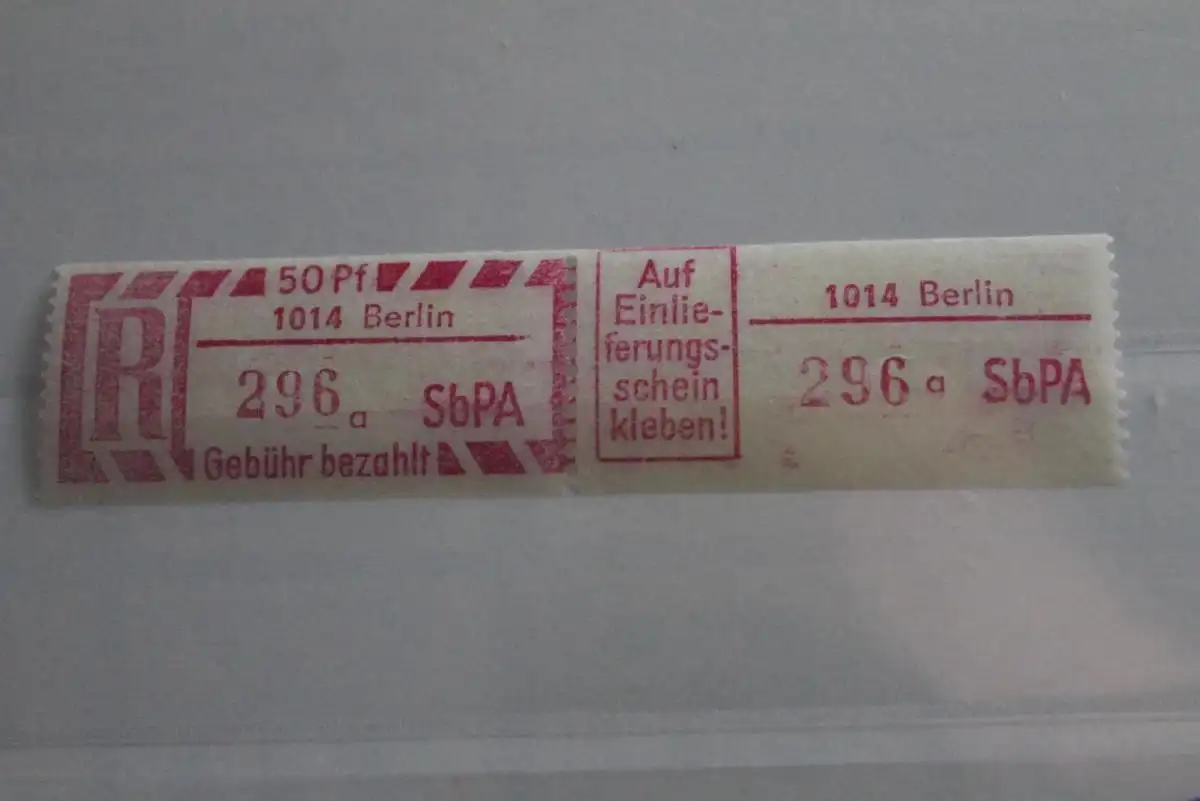 50 Pf
R
1014 Berlin
296 a SbPA
Gebühr bezahlt
Auf
Einlie-
ferungs-
schein
kleben!
1014 Berlin
296 a SbPA